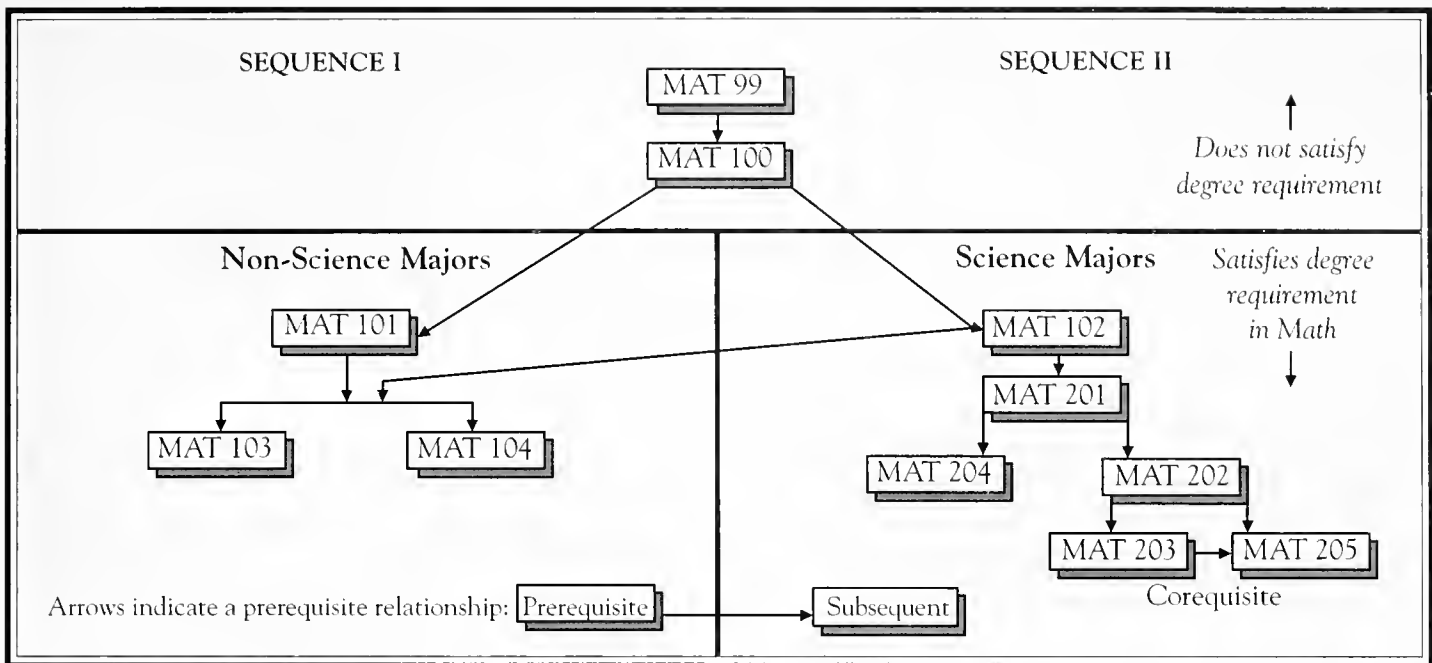 SEQUENCE I
SEQUENCE II
MAT 99
MAT 100
Does not satisfy
degree requirement
Non-Science Majors
Science Majors
Satisfies degree
requirement
in Math
MAT 101
MAT 102
MAT 201
MAT 103
MAT 104
MAT 204
MAT 202
MAT 203
MAT 205
Corequisite
Arrows indicate a prerequisite relationship: Prerequisite
Subsequent